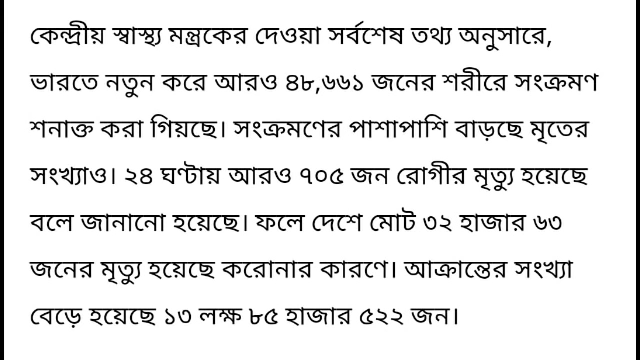 কেন্দ্রীয় স্বাস্থ্য মন্ত্রকের দেওয়া সর্বশেষ তথ্য অনুসারে,
ভারতে নতুন করে আরও ৪৮,৬৬১ জনের শরীরে সংক্রমণ
শনাক্ত করা গিয়ছে। সংক্রমণের পাশাপাশি বাড়ছে মৃতের
সংখ্যাও। ২৪ ঘণ্টায় আরও ৭০৫ জন রোগীর মৃত্যু হয়েছে
বলে জানানো হয়েছে। ফলে দেশে মোট ৩২ হাজার ৬৩
জনের মৃত্যু হয়েছে করোনার কারণে। আক্রান্তের সংখ্যা
বেড়ে হয়েছে ১৩ লক্ষ ৮৫ হাজার ৫২২ জন।